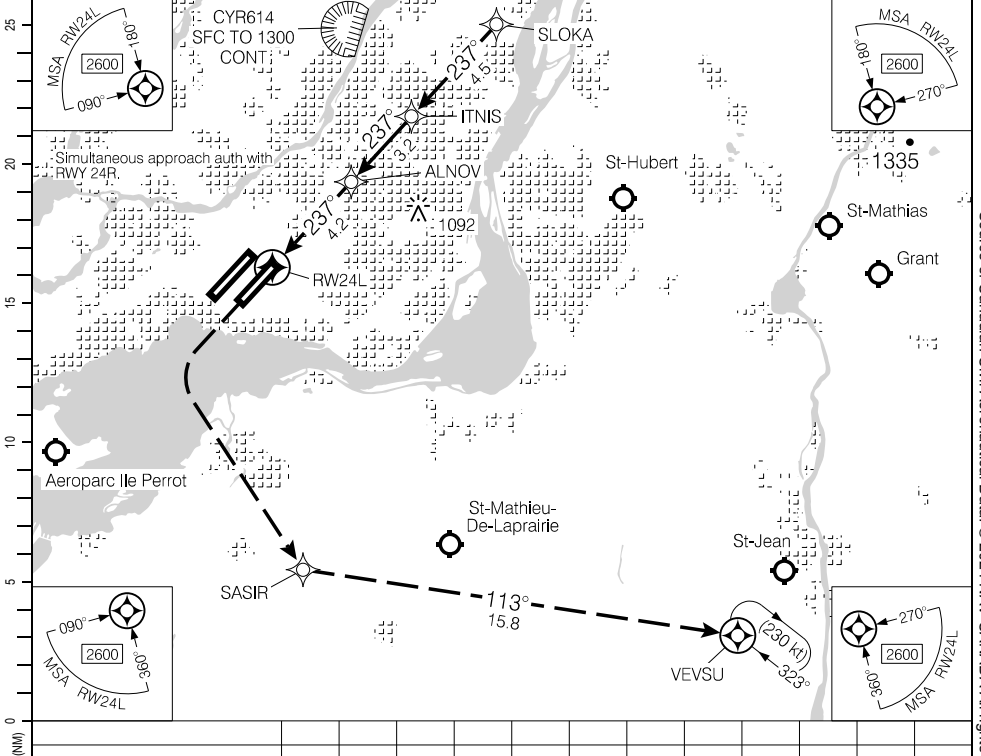 25
20
15
10
5
0
(NM)
MSA RW24L
180°
2600
090°
CYR614
SFC TO 1300
CONT
SLOKA
237°
4.5
ITNIS
237°
3.2
ALNOV
237°
4.2
RW24L
Simultaneous approach auth with
RWY 24R.
1092
MSA RW24L
180°
2600
270°
1335
St-Hubert
St-Mathias
Grant
Aeroparc Ile Perrot
St-Mathieu-
De-Laprairie
St-Jean
SASIR
113°
15.8
VEVSU
(230 kt)
323°
090°
2600
360°
MSA RW24L
270°
2600
360°
MSA RW24L